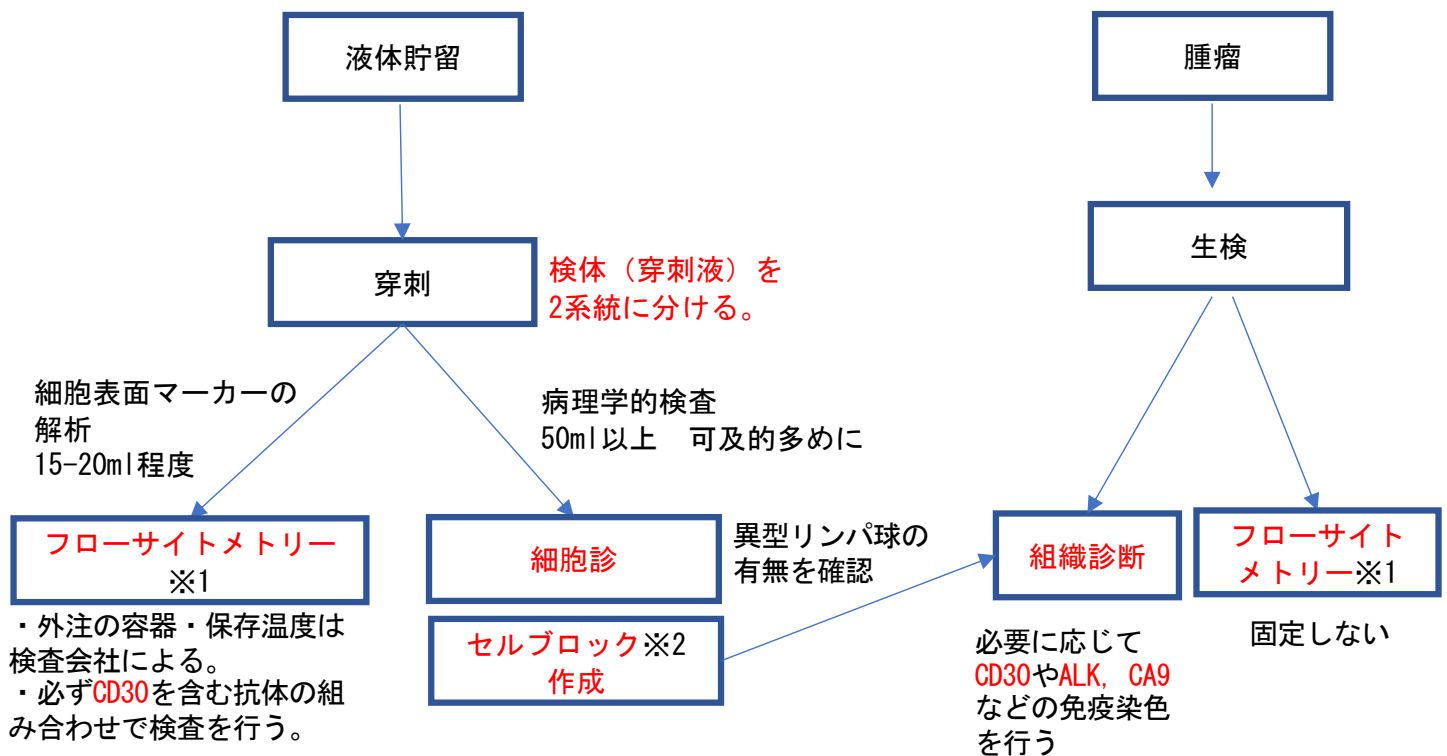 液体貯留
腫瘤
穿刺
検体（穿刺液）を
2系統に分ける。
生検
細胞表面マーカーの
解析
15-20ml程度
病理学的検査
50ml以上　可及的多めに
フローサイトメトリー
※1
・外注の容器・保存温度は
検査会社による。
・必ずCD30を含む抗体の組
み合わせで検査を行う。
細胞診
異型リンパ球の
有無を確認
セルブロック※2
作成
組織診断
必要に応じて
CD30やALK, CA9
などの免疫染色
を行う
フローサイト
メトリー※1
固定しない